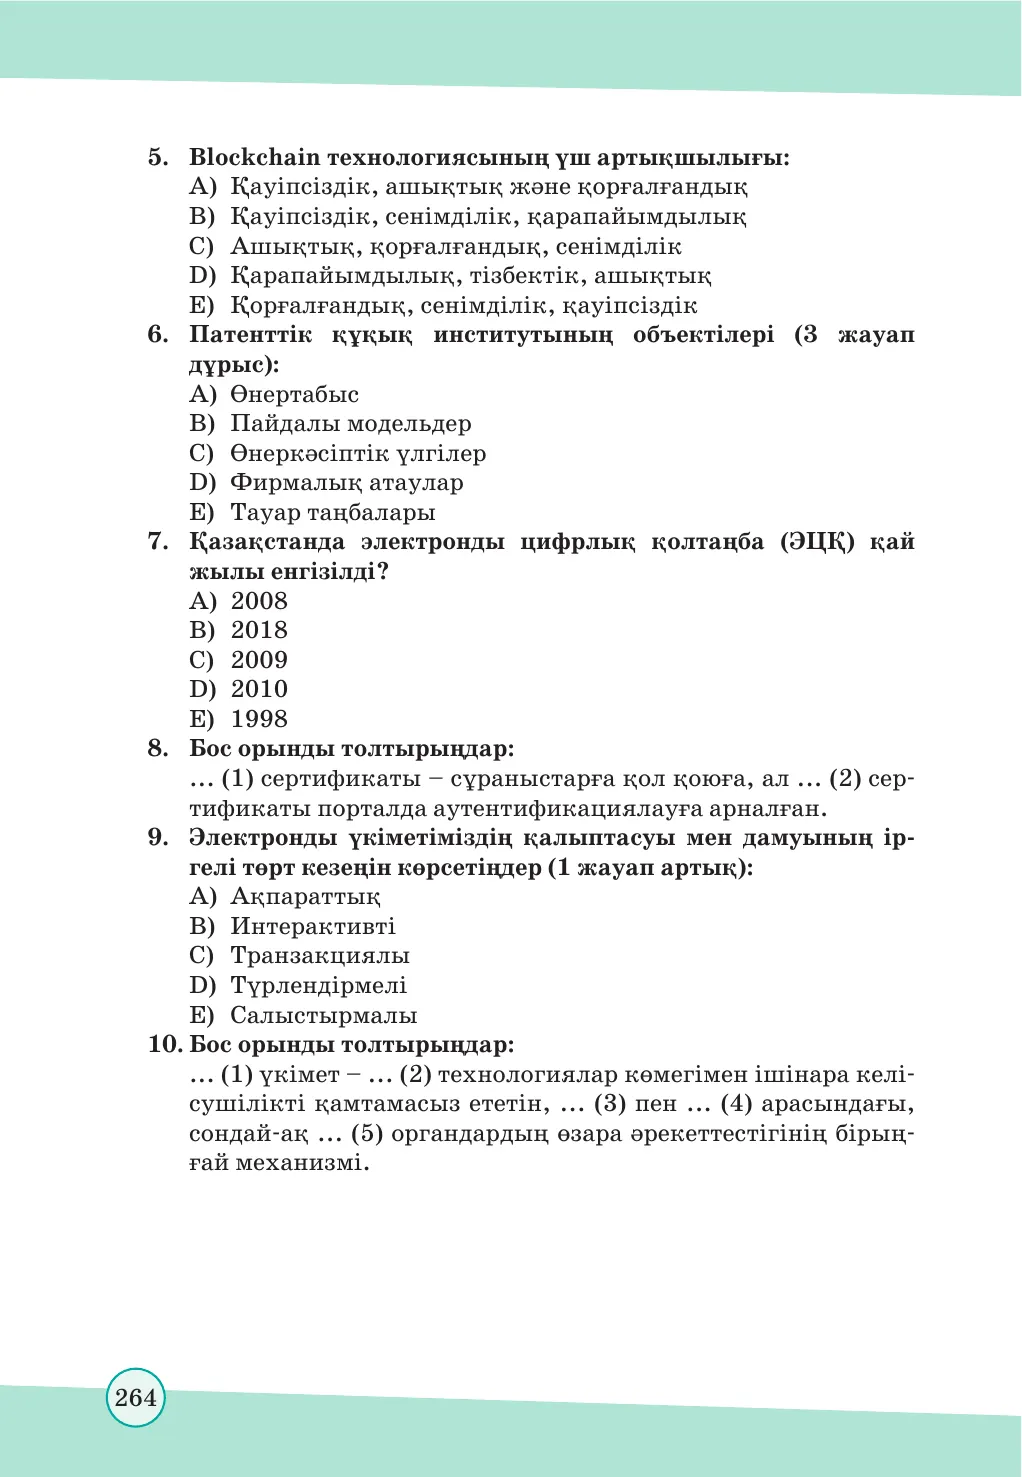 5. Blockchain технологиясының үш артықшылығы:
A) Қауіпсіздік, ашықтық және қорғалғандық
B) Қауіпсіздік, сенімділік, қарапайымдылық
C) Ашықтық, қорғалғандық, сенімділік
D) Қарапайымдылық, тізбектік, ашықтық
E) Қорғалғандық, сенімділік, қауіпсіздік
6. Патенттік құқық институтының объектілері (3 жауап
дұрыс):
A) Өнертабыс
B) Пайдалы модельдер
C) Өнеркәсіптік үлгілер
D) Фирмалық атаулар
E) Тауар таңбалары
7. Қазақстанда электронды цифрлық қолтаңба (ЭЦҚ) қай
жылы енгізілді?
A) 2008
B) 2018
C) 2009
D) 2010
E) 1998
8. Бос орынды толтырыңдар:
... (1) сертификаты – сұраныстарға қол қоюға, ал ... (2) сер-
тификаты порталда аутентификациялауға арналған.
9. Электронды үкіметіміздің қалыптасуы мен дамуының ір-
гелі төрт кезеңін көрсетіңдер (1 жауап артық):
A) Ақпараттық
B) Интерактивті
C) Транзакциялы
D) Түрлендірмелі
E) Салыстырмалы
10. Бос орынды толтырыңдар:
... (1) үкімет – ... (2) технологиялар көмегімен ішінара келі-
сушілікті қамтамасыз ететін, ... (3) пен ... (4) арасындағы,
сондай-ақ ... (5) органдардың өзара әрекеттестігінің бірың-
ғай механизмі.
264